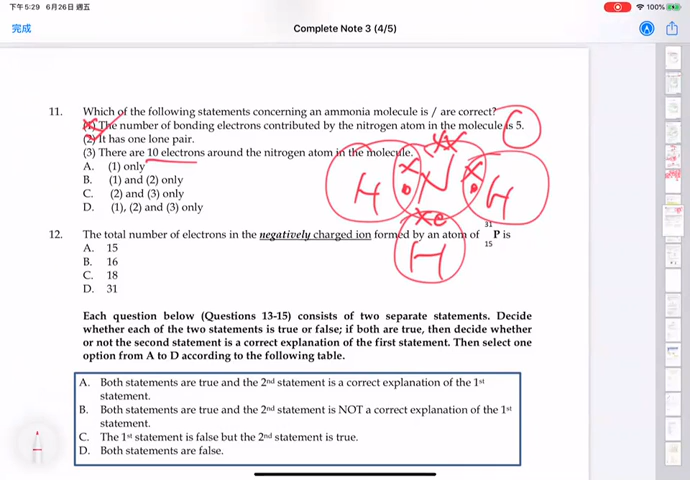 下午5:29 6月26日 週五
100%
完成
Complete Note 3 (4/5)
11. Which of the following statements concerning an ammonia molecule is / are correct?
(1) The number of bonding electrons contributed by the nitrogen atom in the molecule is 5.
(2) It has one lone pair.
(3) There are 10 electrons around the nitrogen atom in the molecule.
A. (1) only
B. (1) and (2) only
C. (2) and (3) only
D. (1), (2) and (3) only
C
H N H
H
12. The total number of electrons in the negatively charged ion formed by an atom of 31 15 P is
A. 15
B. 16
C. 18
D. 31
Each question below (Questions 13-15) consists of two separate statements. Decide
whether each of the two statements is true or false; if both are true, then decide whether
or not the second statement is a correct explanation of the first statement. Then select one
option from A to D according to the following table.
A. Both statements are true and the 2nd statement is a correct explanation of the 1st
statement.
B. Both statements are true and the 2nd statement is NOT a correct explanation of the 1st
statement.
C. The 1st statement is false but the 2nd statement is true.
D. Both statements are false.